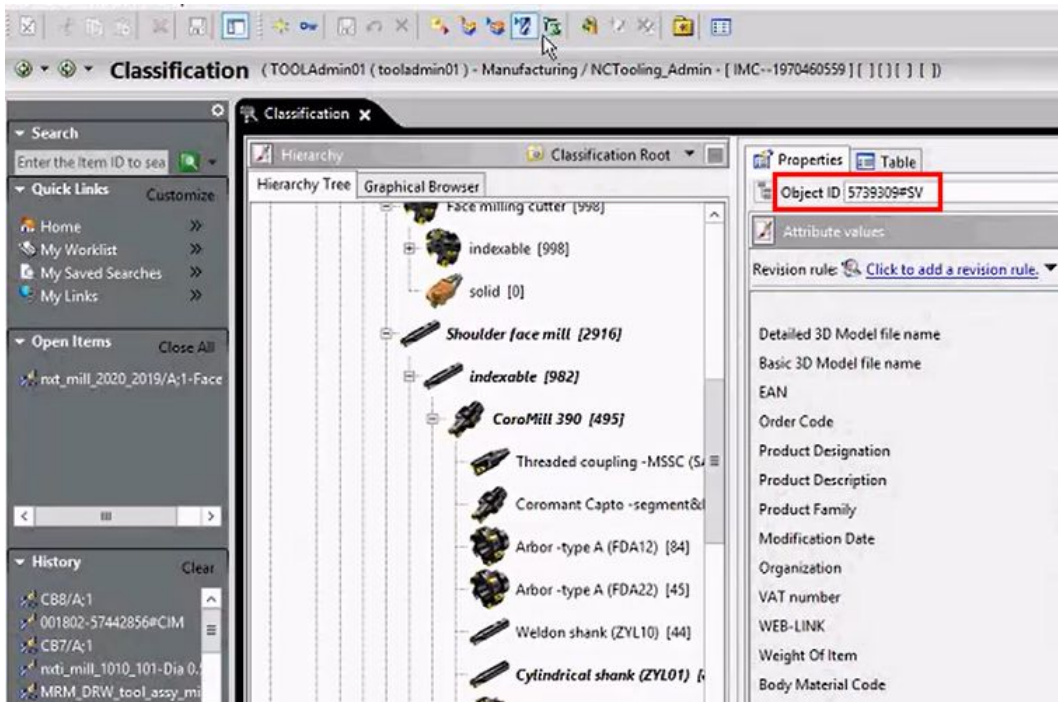 Classification ( TOOLAdmin01 ( tooladmin01 ) - Manufacturing / NCTooling_Admin - [ IMC--1970460559 ] [ ] [ ] [ ] [ ])
Search
Enter the Item ID to sea
Quick Links Customize
Home
My Worklist
My Saved Searches
My Links
Open Items Close All
nxt_mill_2020_2019/A;1-Face
History Clear
CB8/A;1
001802-57442856#CIM
CB7/A;1
nxti_mill_1010_101-Dia 0.
MRM_DRW_tool_assy_mi
Classification
Hierarchy Classification Root
Hierarchy Tree Graphical Browser
Face milling cutter [998]
indexable [998]
solid [0]
Shoulder face mill [2916]
indexable [982]
CoroMill 390 [495]
Threaded coupling -MSSC (SA
Coromant Capto -segment&
Arbor -type A (FDA12) [84]
Arbor -type A (FDA22) [45]
Weldon shank (ZYL10) [44]
Cylindrical shank (ZYL01) [
Properties Table
Object ID 5739309#SV
Attribute values
Revision rule: Click to add a revision rule.
Detailed 3D Model file name
Basic 3D Model file name
EAN
Order Code
Product Designation
Product Description
Product Family
Modification Date
Organization
VAT number
WEB-LINK
Weight Of Item
Body Material Code